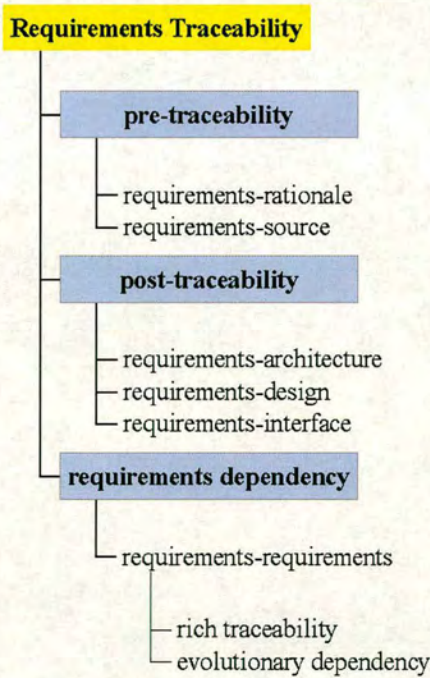 Requirements Traceability
pre-traceability
requirements-rationale
requirements-source
post-traceability
requirements-architecture
requirements-design
requirements-interface
requirements dependency
requirements-requirements
rich traceability
evolutionary dependency